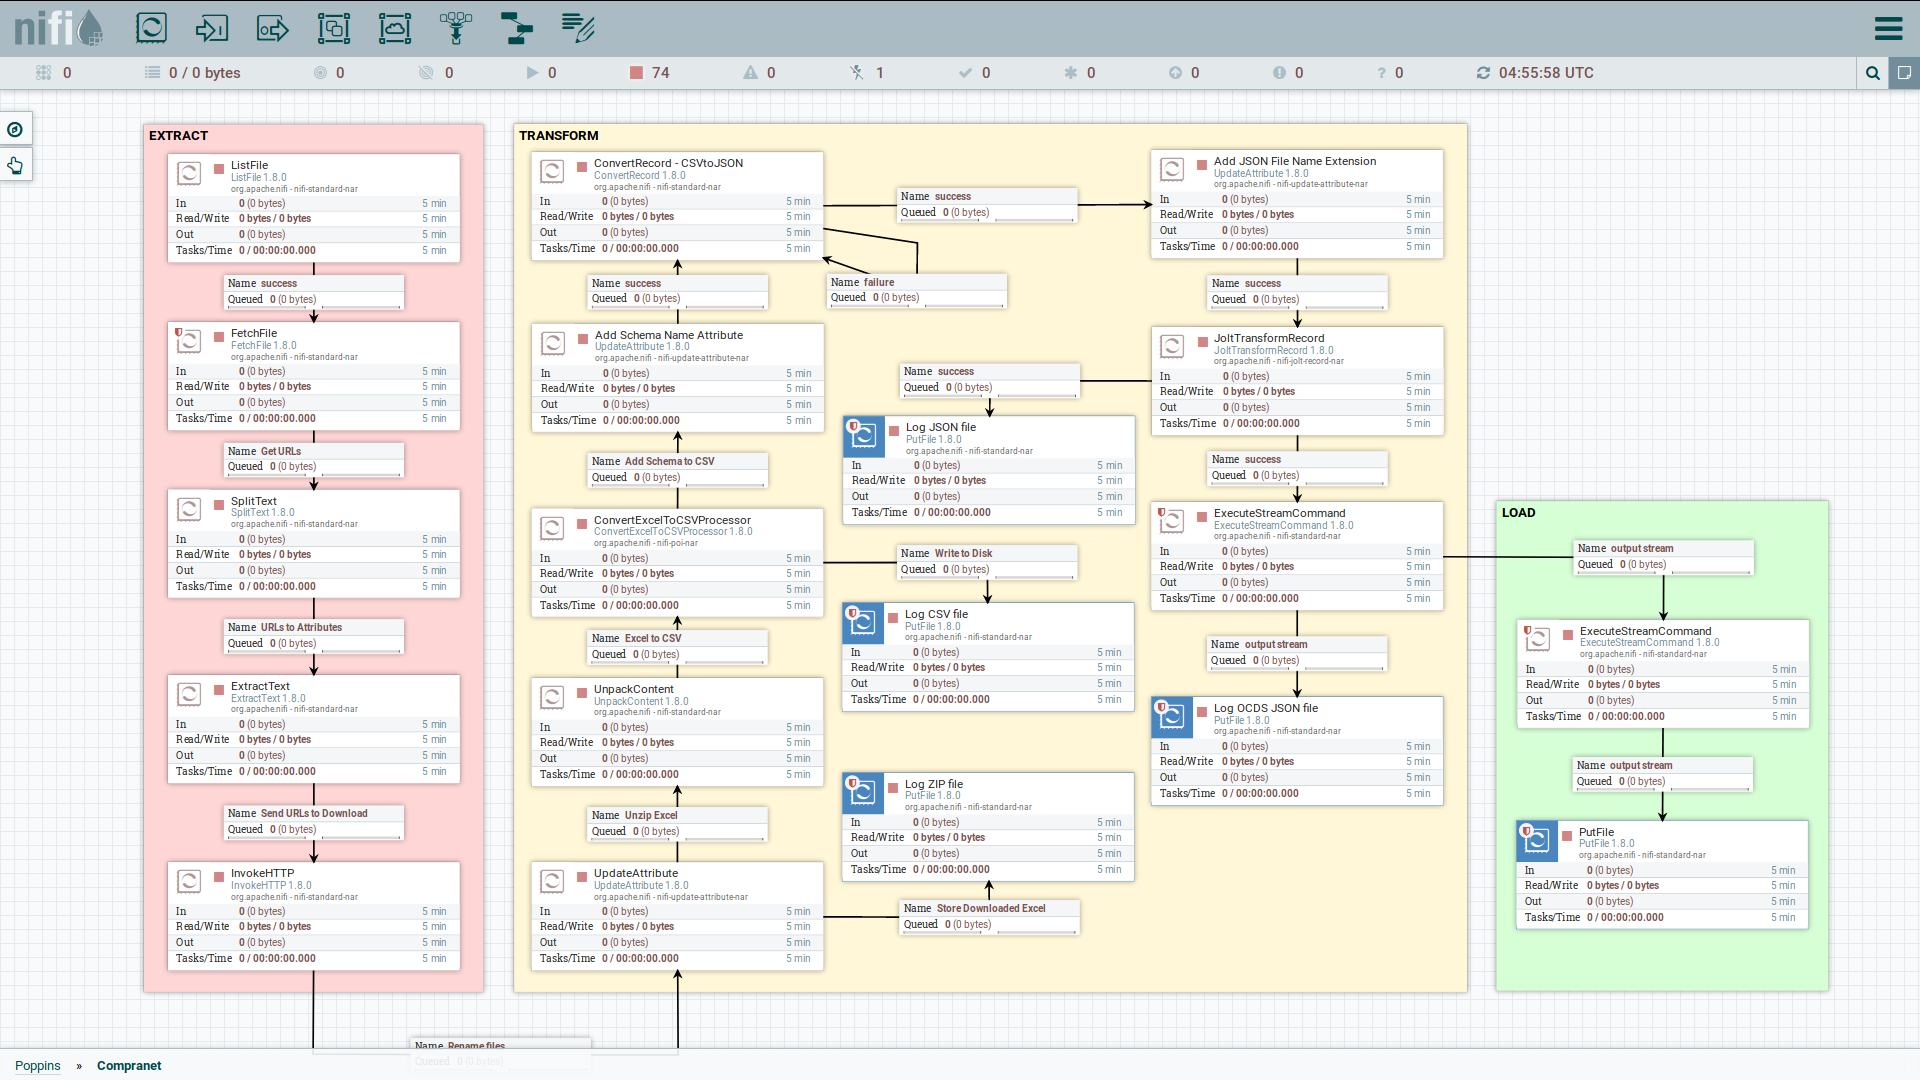 nifi
0
0 / 0 bytes
0
0
0
74
0
1
0
0
0
0
0
04:55:58 UTC
EXTRACT
ListFile
ListFile 1.8.0
org.apache.nifi - nifi-standard-nar
In 0 (0 bytes) 5 min
Read/Write 0 bytes / 0 bytes 5 min
Out 0 (0 bytes) 5 min
Tasks/Time 0 / 00:00:00.000 5 min
Name success
Queued 0 (0 bytes)
FetchFile
FetchFile 1.8.0
org.apache.nifi - nifi-standard-nar
In 0 (0 bytes) 5 min
Read/Write 0 bytes / 0 bytes 5 min
Out 0 (0 bytes) 5 min
Tasks/Time 0 / 00:00:00.000 5 min
Name Get URLs
Queued 0 (0 bytes)
SplitText
SplitText 1.8.0
org.apache.nifi - nifi-standard-nar
In 0 (0 bytes) 5 min
Read/Write 0 bytes / 0 bytes 5 min
Out 0 (0 bytes) 5 min
Tasks/Time 0 / 00:00:00.000 5 min
Name URLs to Attributes
Queued 0 (0 bytes)
ExtractText
ExtractText 1.8.0
org.apache.nifi - nifi-standard-nar
In 0 (0 bytes) 5 min
Read/Write 0 bytes / 0 bytes 5 min
Out 0 (0 bytes) 5 min
Tasks/Time 0 / 00:00:00.000 5 min
Name Send URLs to Download
Queued 0 (0 bytes)
InvokeHTTP
InvokeHTTP 1.8.0
org.apache.nifi - nifi-standard-nar
In 0 (0 bytes) 5 min
Read/Write 0 bytes / 0 bytes 5 min
Out 0 (0 bytes) 5 min
Tasks/Time 0 / 00:00:00.000 5 min
Name Rename files
Queued 0 (0 bytes)
TRANSFORM
ConvertRecord - CSVtoJSON
ConvertRecord 1.8.0
org.apache.nifi - nifi-standard-nar
In 0 (0 bytes) 5 min
Read/Write 0 bytes / 0 bytes 5 min
Out 0 (0 bytes) 5 min
Tasks/Time 0 / 00:00:00.000 5 min
Name success
Queued 0 (0 bytes)
Add Schema Name Attribute
UpdateAttribute 1.8.0
org.apache.nifi - nifi-update-attribute-nar
In 0 (0 bytes) 5 min
Read/Write 0 bytes / 0 bytes 5 min
Out 0 (0 bytes) 5 min
Tasks/Time 0 / 00:00:00.000 5 min
Name Add Schema to CSV
Queued 0 (0 bytes)
ConvertExcelToCSVProcessor
ConvertExcelToCSVProcessor 1.8.0
org.apache.nifi - nifi-poi-nar
In 0 (0 bytes) 5 min
Read/Write 0 bytes / 0 bytes 5 min
Out 0 (0 bytes) 5 min
Tasks/Time 0 / 00:00:00.000 5 min
Name Excel to CSV
Queued 0 (0 bytes)
UnpackContent
UnpackContent 1.8.0
org.apache.nifi - nifi-standard-nar
In 0 (0 bytes) 5 min
Read/Write 0 bytes / 0 bytes 5 min
Out 0 (0 bytes) 5 min
Tasks/Time 0 / 00:00:00.000 5 min
Name Unzip Excel
Queued 0 (0 bytes)
UpdateAttribute
UpdateAttribute 1.8.0
org.apache.nifi - nifi-update-attribute-nar
In 0 (0 bytes) 5 min
Read/Write 0 bytes / 0 bytes 5 min
Out 0 (0 bytes) 5 min
Tasks/Time 0 / 00:00:00.000 5 min
Name success
Queued 0 (0 bytes)
Name failure
Queued 0 (0 bytes)
Name success
Queued 0 (0 bytes)
Log JSON file
PutFile 1.8.0
org.apache.nifi - nifi-standard-nar
In 0 (0 bytes) 5 min
Read/Write 0 bytes / 0 bytes 5 min
Out 0 (0 bytes) 5 min
Tasks/Time 0 / 00:00:00.000 5 min
Name Write to Disk
Queued 0 (0 bytes)
Log CSV file
PutFile 1.8.0
org.apache.nifi - nifi-standard-nar
In 0 (0 bytes) 5 min
Read/Write 0 bytes / 0 bytes 5 min
Out 0 (0 bytes) 5 min
Tasks/Time 0 / 00:00:00.000 5 min
Log ZIP file
PutFile 1.8.0
org.apache.nifi - nifi-standard-nar
In 0 (0 bytes) 5 min
Read/Write 0 bytes / 0 bytes 5 min
Out 0 (0 bytes) 5 min
Tasks/Time 0 / 00:00:00.000 5 min
Name Store Downloaded Excel
Queued 0 (0 bytes)
Add JSON File Name Extension
UpdateAttribute 1.8.0
org.apache.nifi - nifi-update-attribute-nar
In 0 (0 bytes) 5 min
Read/Write 0 bytes / 0 bytes 5 min
Out 0 (0 bytes) 5 min
Tasks/Time 0 / 00:00:00.000 5 min
Name success
Queued 0 (0 bytes)
JoltTransformRecord
JoltTransformRecord 1.8.0
org.apache.nifi - nifi-jolt-record-nar
In 0 (0 bytes) 5 min
Read/Write 0 bytes / 0 bytes 5 min
Out 0 (0 bytes) 5 min
Tasks/Time 0 / 00:00:00.000 5 min
Name success
Queued 0 (0 bytes)
ExecuteStreamCommand
ExecuteStreamCommand 1.8.0
org.apache.nifi - nifi-standard-nar
In 0 (0 bytes) 5 min
Read/Write 0 bytes / 0 bytes 5 min
Out 0 (0 bytes) 5 min
Tasks/Time 0 / 00:00:00.000 5 min
Name output stream
Queued 0 (0 bytes)
Log OCDS JSON file
PutFile 1.8.0
org.apache.nifi - nifi-standard-nar
In 0 (0 bytes) 5 min
Read/Write 0 bytes / 0 bytes 5 min
Out 0 (0 bytes) 5 min
Tasks/Time 0 / 00:00:00.000 5 min
LOAD
Name output stream
Queued 0 (0 bytes)
ExecuteStreamCommand
ExecuteStreamCommand 1.8.0
org.apache.nifi - nifi-standard-nar
In 0 (0 bytes) 5 min
Read/Write 0 bytes / 0 bytes 5 min
Out 0 (0 bytes) 5 min
Tasks/Time 0 / 00:00:00.000 5 min
Name output stream
Queued 0 (0 bytes)
PutFile
PutFile 1.8.0
org.apache.nifi - nifi-standard-nar
In 0 (0 bytes) 5 min
Read/Write 0 bytes / 0 bytes 5 min
Out 0 (0 bytes) 5 min
Tasks/Time 0 / 00:00:00.000 5 min
Poppins » Compranet